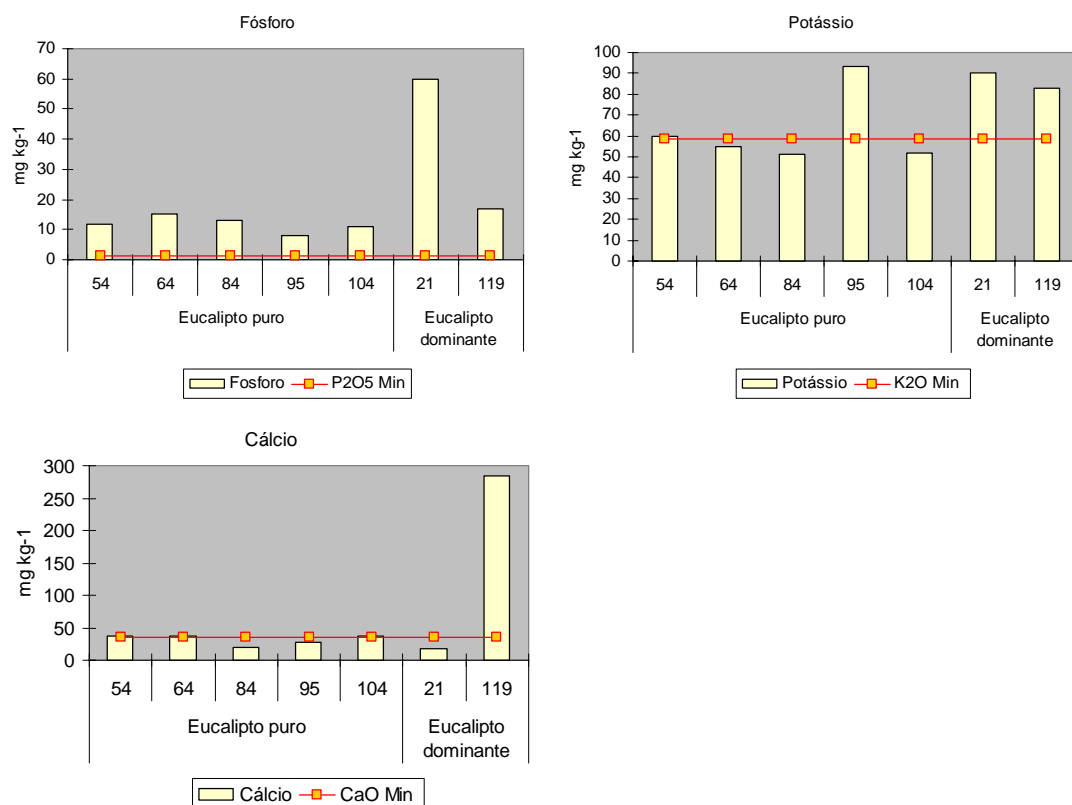 Fósforo
70
60
50
40
30
20
10
0
mg kg-1
54 64 84 95 104 21 119
Eucalipto puro Eucalipto
dominante
Fosforo P2O5 Min
Potássio
100
90
80
70
60
50
40
30
20
10
0
mg kg-1
54 64 84 95 104 21 119
Eucalipto puro Eucalipto
dominante
Potássio K2O Min
Cálcio
300
250
200
150
100
50
0
mg kg-1
54 64 84 95 104 21 119
Eucalipto puro Eucalipto
dominante
Cálcio CaO Min